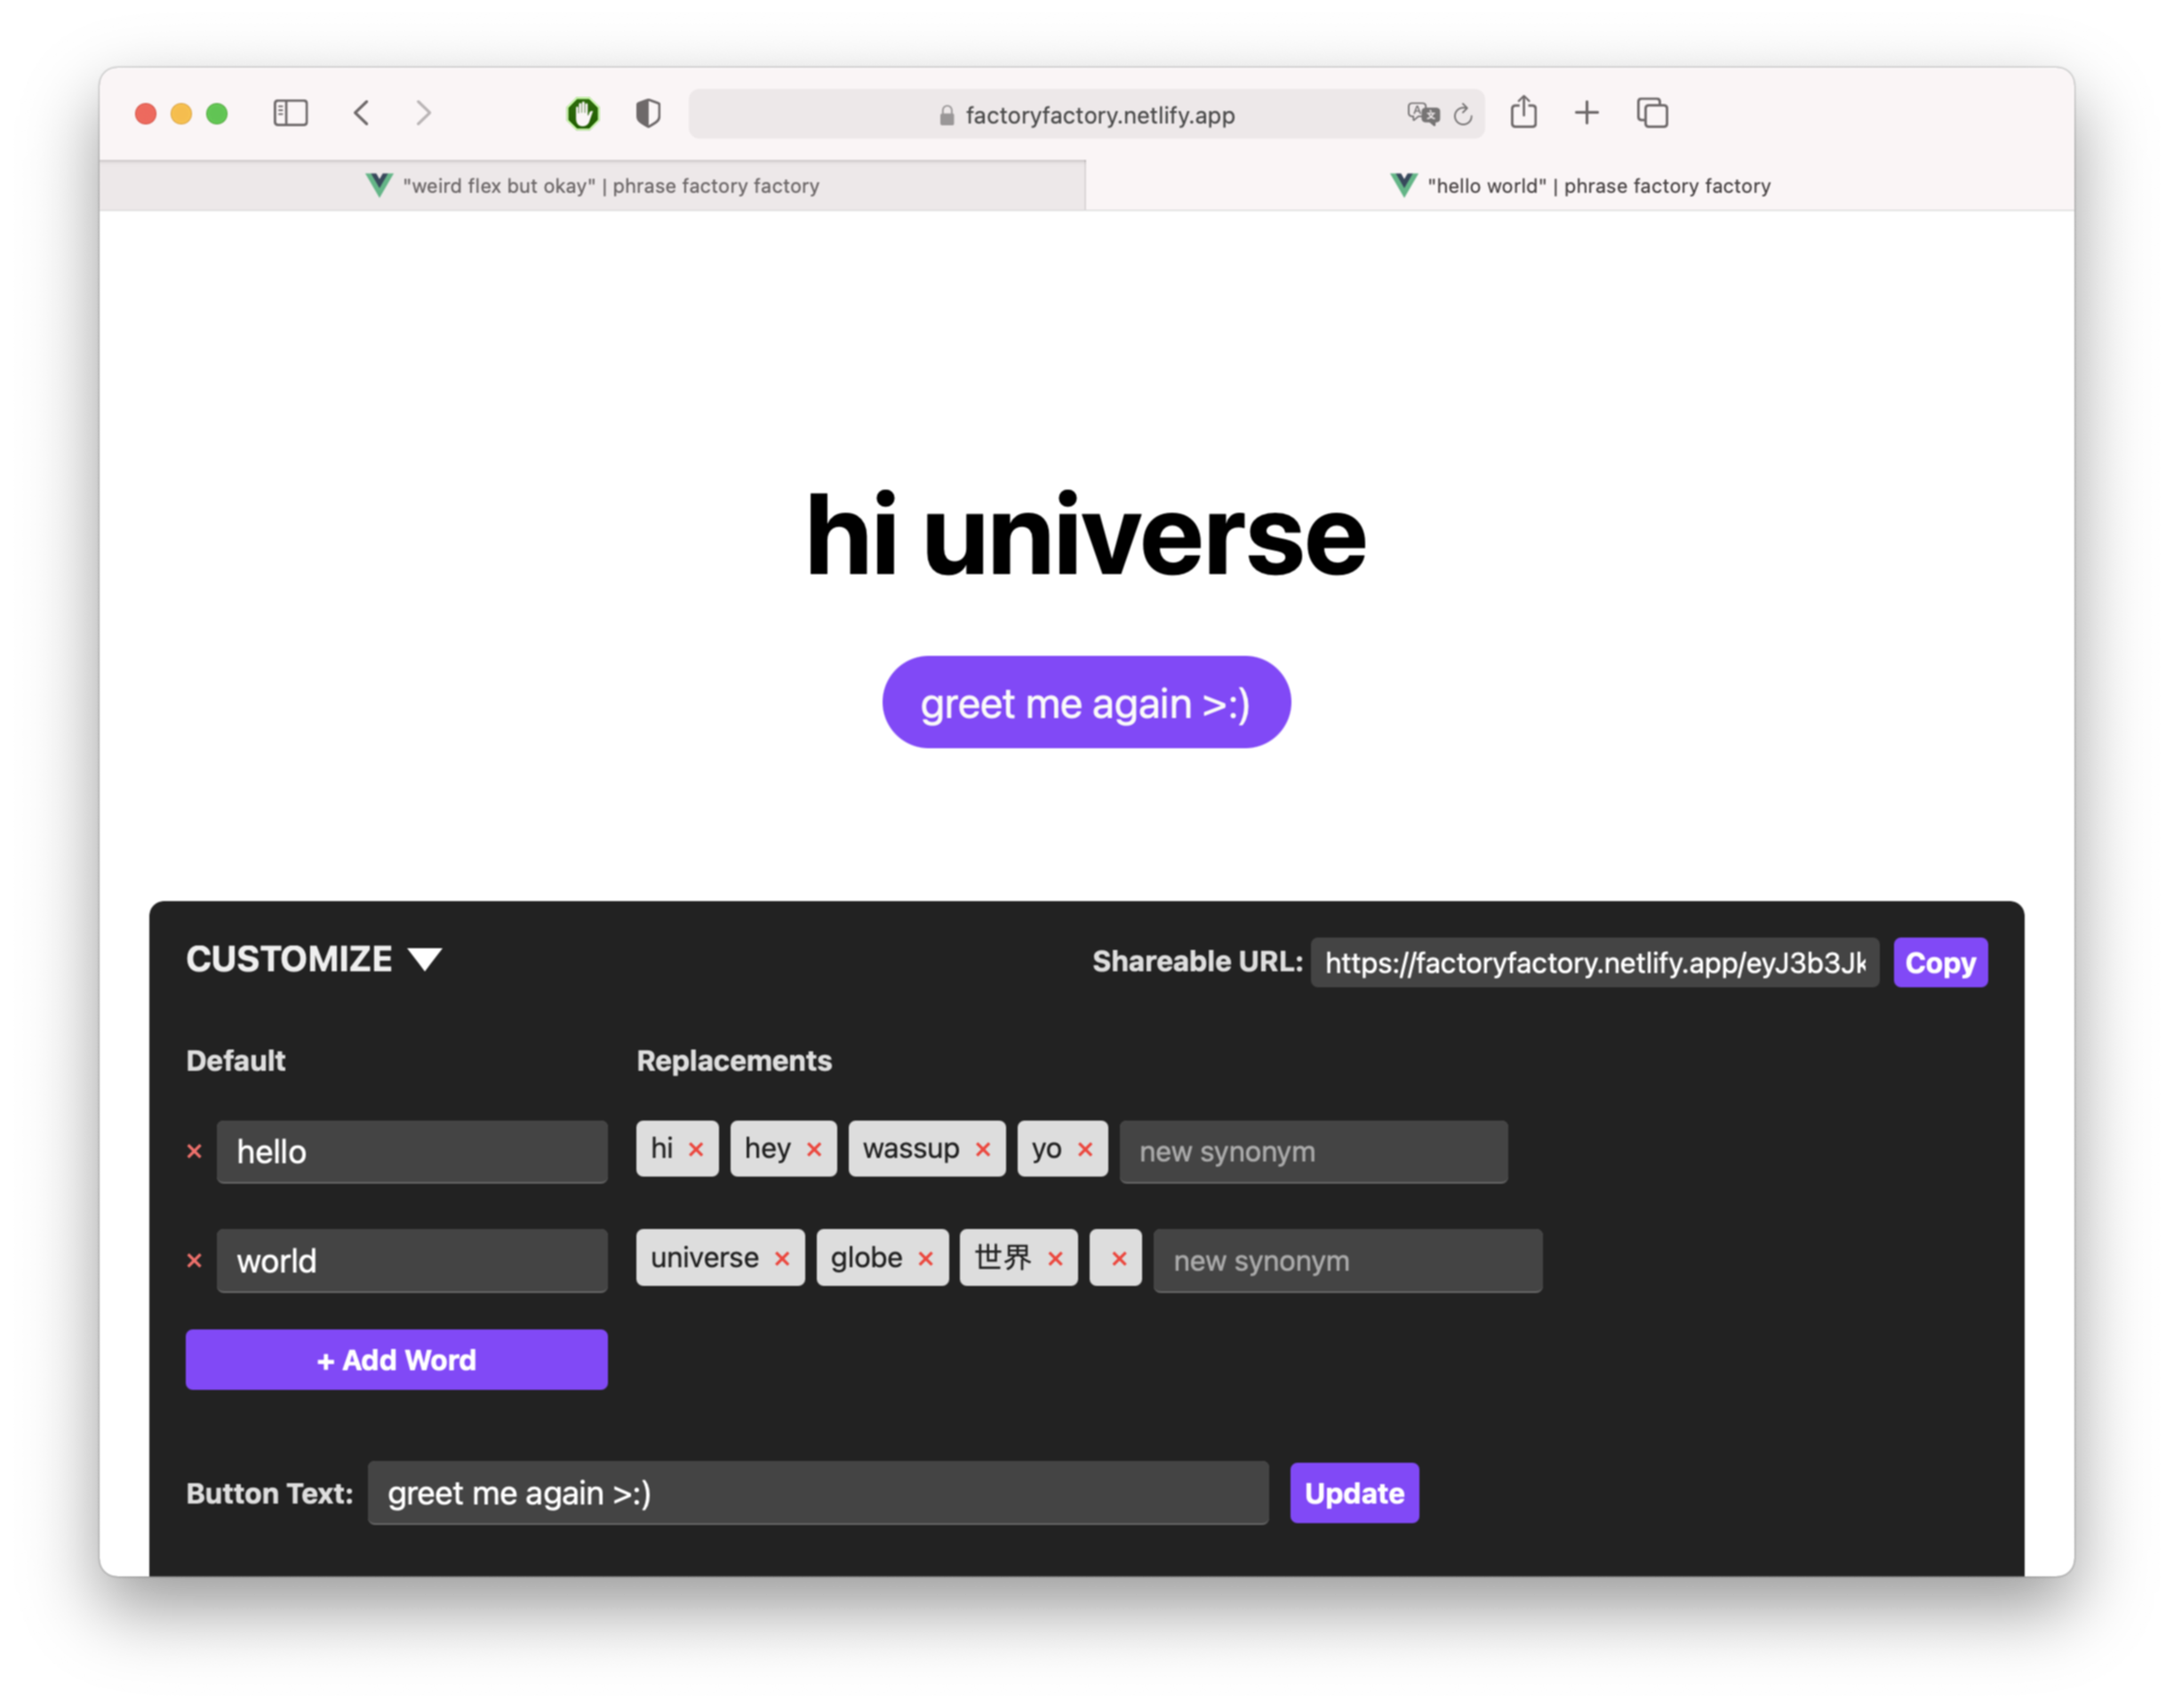 factoryfactory.netlify.app
"weird flex but okay" | phrase factory factory
"hello world" | phrase factory factory
hi universe
greet me again >:)
CUSTOMIZE
Shareable URL: https://factoryfactory.netlify.app/eyJ3b3Jk Copy
Default Replacements
× hello hi × hey × wassup × yo × new synonym
× world universe × globe × 世界 × × new synonym
+ Add Word
Button Text: greet me again >:) Update